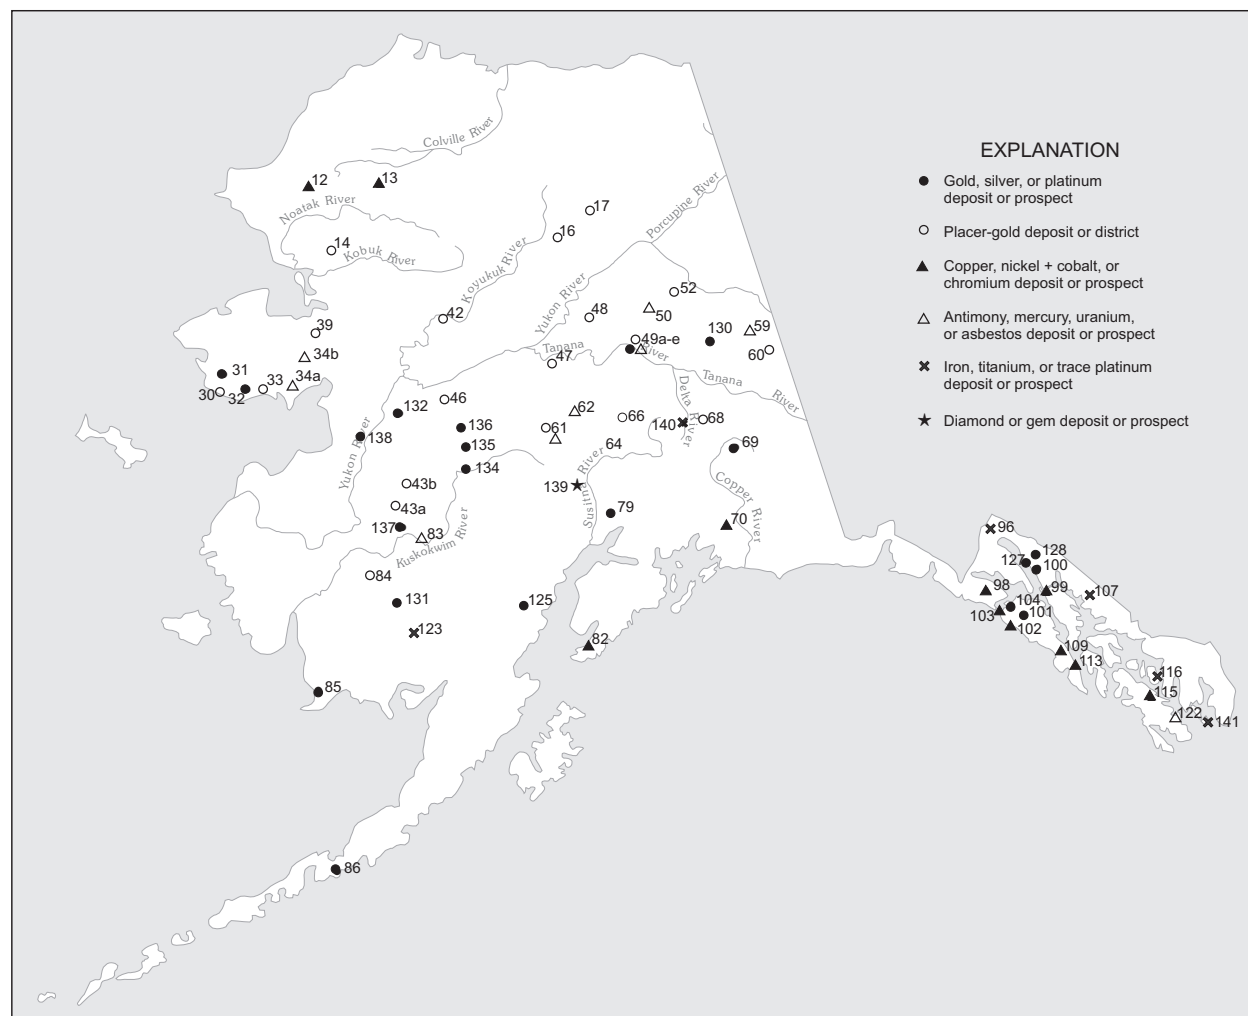 EXPLANATION
Gold, silver, or platinum
deposit or prospect
Placer-gold deposit or district
Copper, nickel + cobalt, or
chromium deposit or prospect
Antimony, mercury, uranium,
or asbestos deposit or prospect
Iron, titanium, or trace platinum
deposit or prospect
Diamond or gem deposit or prospect
Colville River
12
13
Noatak River
17
Porcupine River
16
14
Kobuk River
Koyukuk River
Yukon River
52
42
48
50
39
130
59
49a-e
River
34b
Tanana
47
60
31
34a
33
30
32
Tanana
River
Delta River
46
132
62
66
68
136
61
140
138
135
64
69
Yukon River
134
River
Susitna
139
43b
Copper River
43a
79
70
137
83
Kuskokwim River
96
128
127
100
84
98
99
107
131
125
104
103
101
102
123
82
109
113
116
85
115
122
141
86